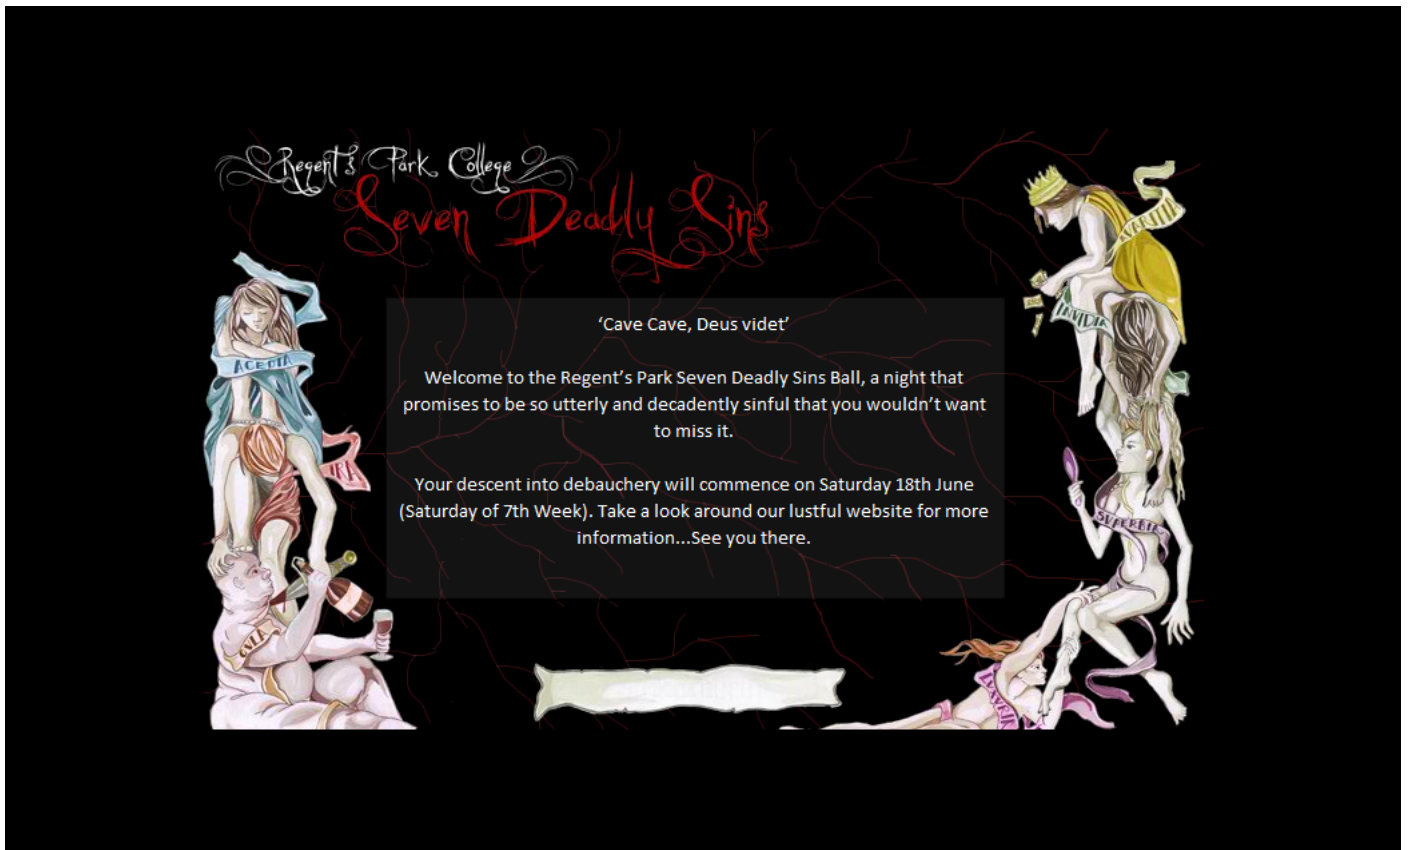 Regent's Park College
Seven Deadly Sins
AVARITIA
INVIDIA
ACEDIA
IRA
SUPERBIA
GULA
LUXURIA
‘Cave Cave, Deus videt’
Welcome to the Regent’s Park Seven Deadly Sins Ball, a night that
promises to be so utterly and decadently sinful that you wouldn’t want
to miss it.
Your descent into debauchery will commence on Saturday 18th June
(Saturday of 7th Week). Take a look around our lustful website for more
information...See you there.